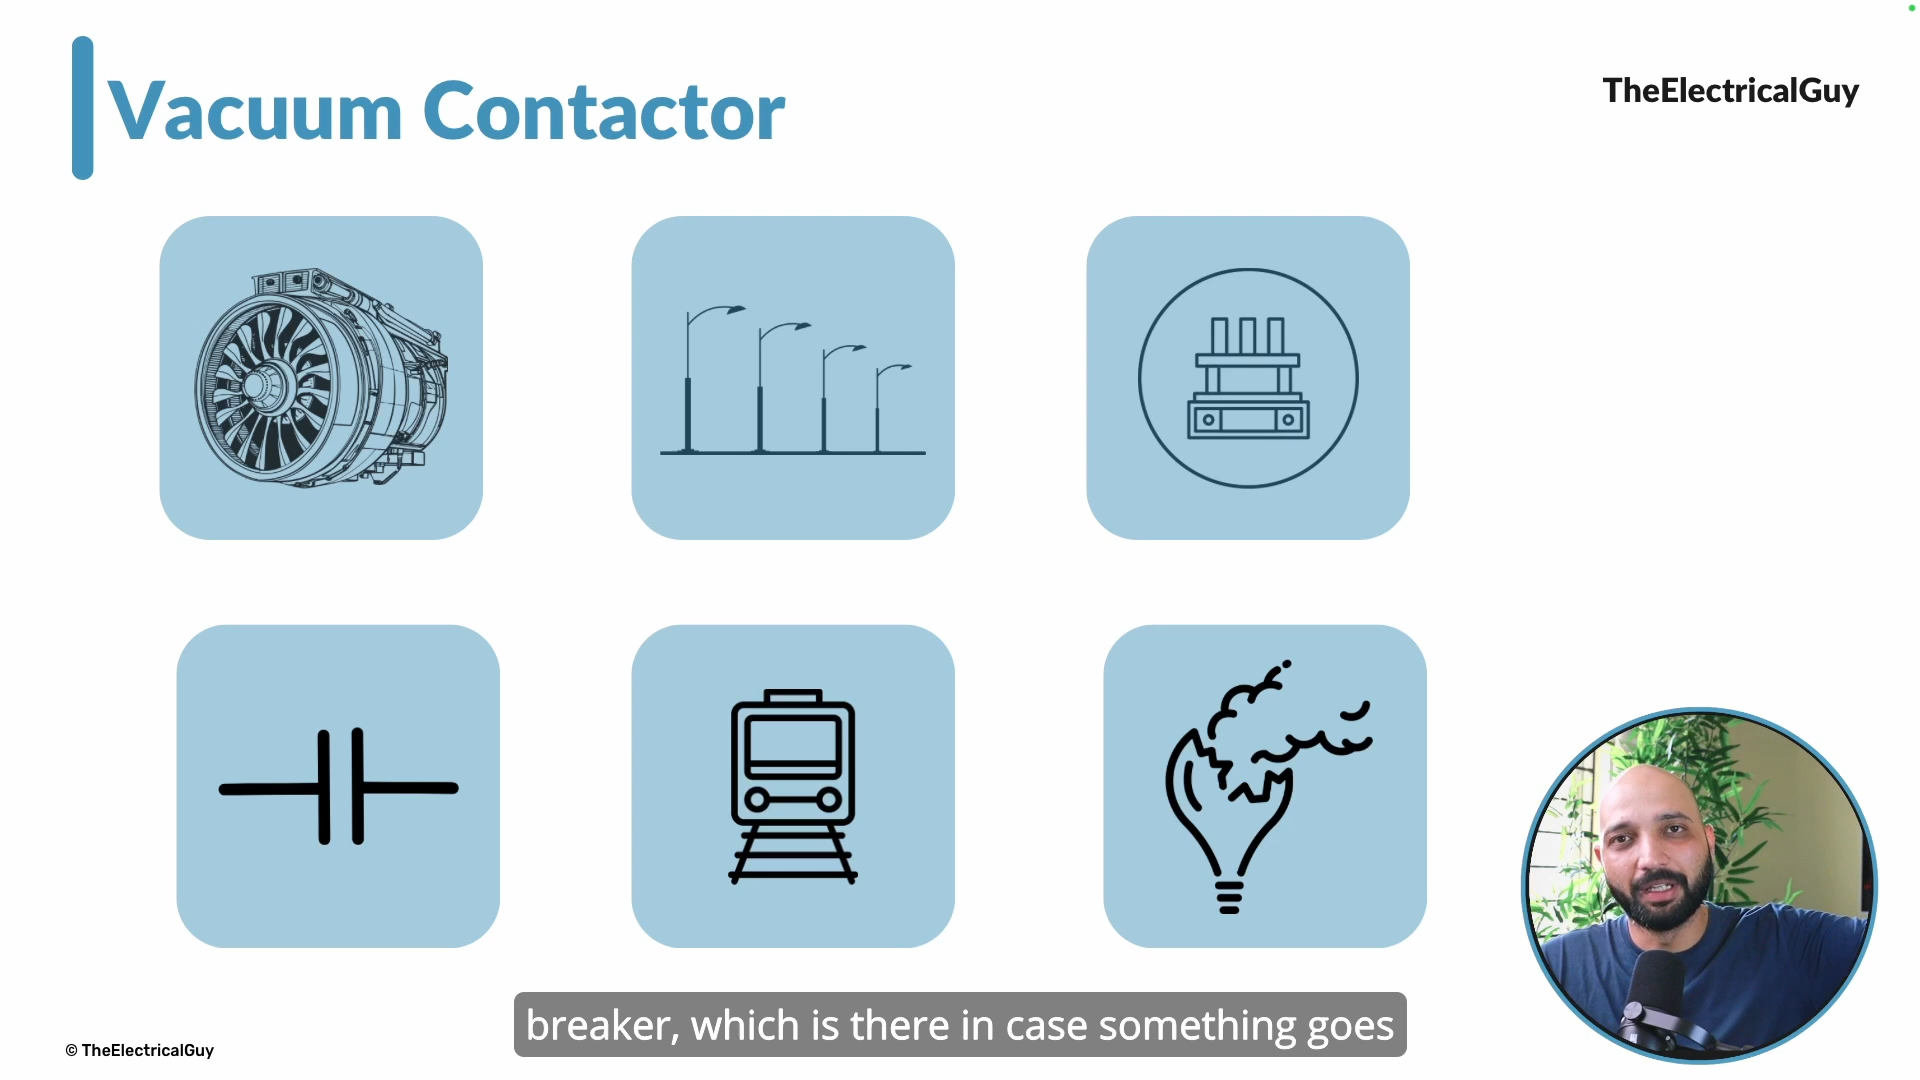 Vacuum Contactor
TheElectricalGuy
breaker, which is there in case something goes
© TheElectricalGuy